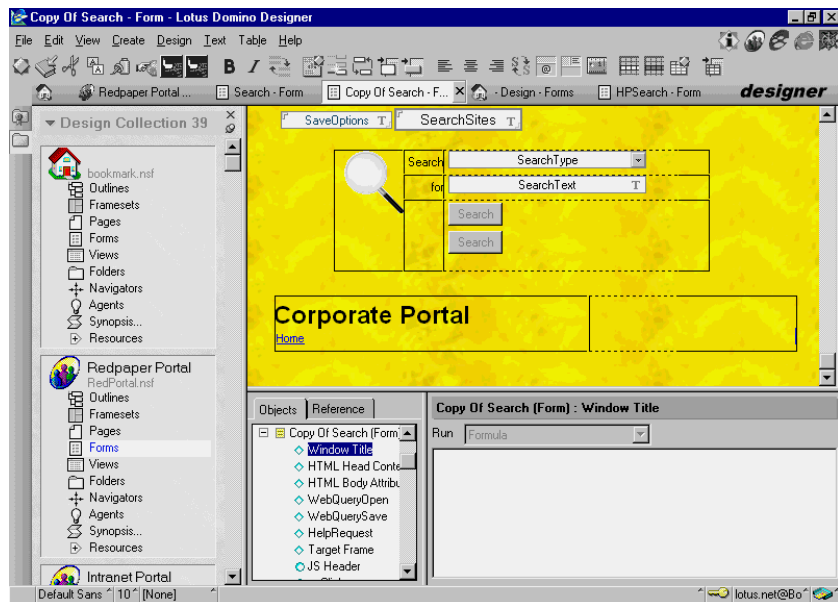 Copy Of Search - Form - Lotus Domino Designer
File Edit View Create Design Text Table Help
Redpaper Portal ... Search - Form Copy Of Search - F... - Design - Forms HPSearch - Form designer
Design Collection 39
bookmark.nsf
Outlines
Framesets
Pages
Forms
Views
Folders
Navigators
Agents
Synopsis...
Resources
Redpaper Portal
RedPortal.nsf
Outlines
Framesets
Pages
Forms
Views
Folders
Navigators
Agents
Synopsis...
Resources
Intranet Portal
SaveOptions T SearchSites T
Search SearchType
for SearchText T
Search
Search
Corporate Portal
Home
Objects Reference
Copy Of Search (Form)
Window Title
HTML Head Conte
HTML Body Attribu
WebQueryOpen
WebQuerySave
HelpRequest
Target Frame
JS Header
Copy Of Search (Form) : Window Title
Run Formula
Default Sans 10 [None] lotus.net@Bo